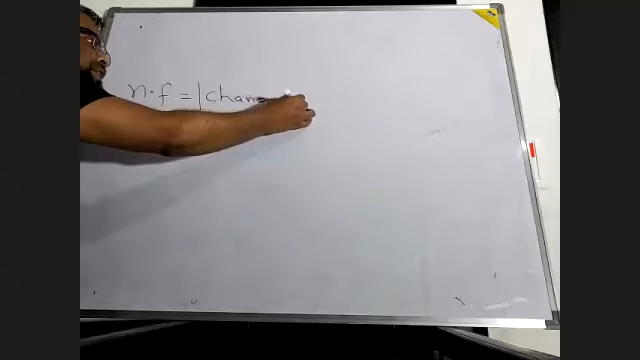 n.f = |chan